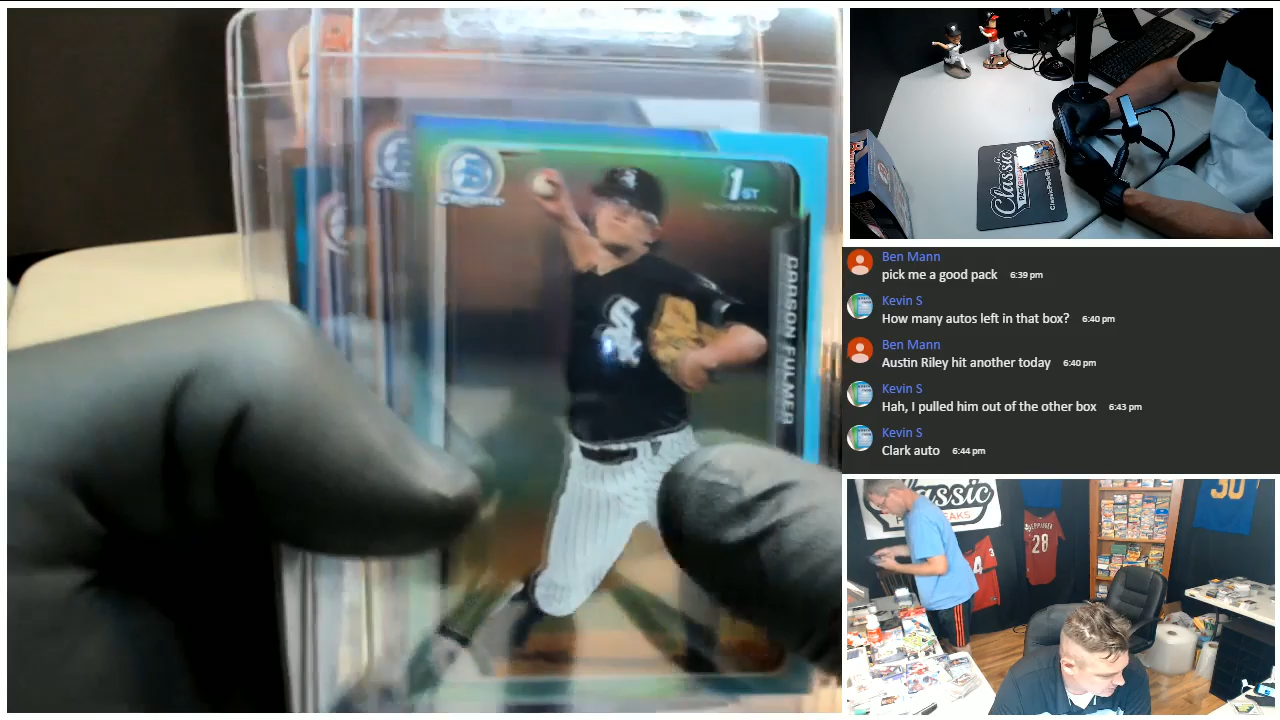 Chrome
1ST
CARSON FULMER
Sox
Classic
Ben Mann
pick me a good pack 6:39 pm
Kevin S
How many autos left in that box? 6:40 pm
Ben Mann
Austin Riley hit another today 6:40 pm
Kevin S
Hah, I pulled him out of the other box 6:43 pm
Kevin S
Clark auto 6:44 pm
Classic
28
4
30